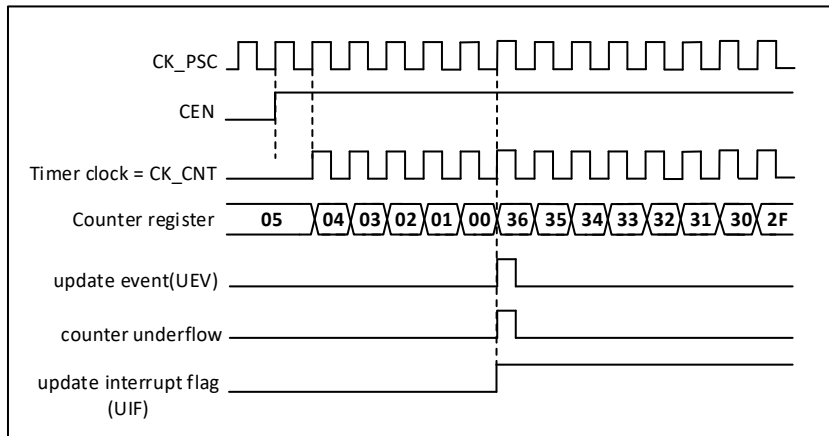 CK_PSC
CEN
Timer clock = CK_CNT
Counter register 05 04 03 02 01 00 36 35 34 33 32 31 30 2F
update event(UEV)
counter underflow
update interrupt flag
(UIF)